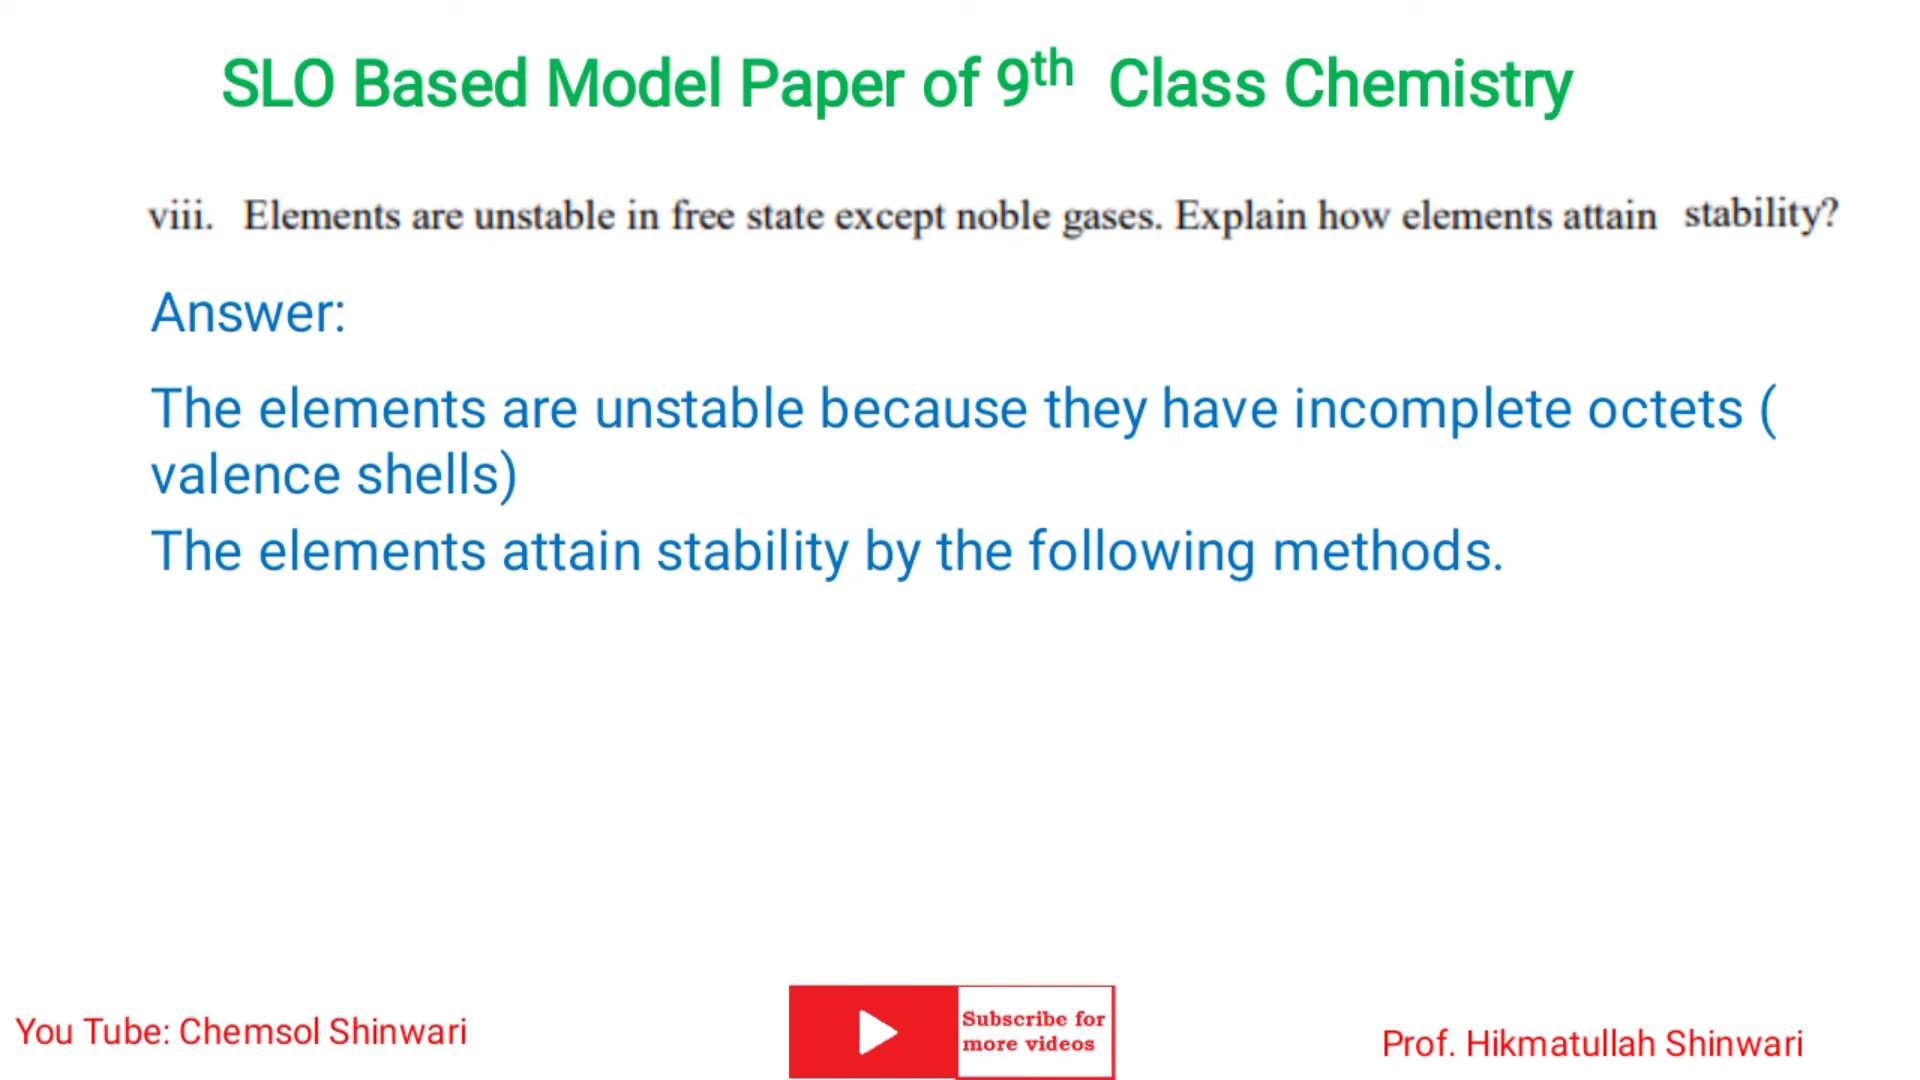 SLO Based Model Paper of 9th Class Chemistry
viii. Elements are unstable in free state except noble gases. Explain how elements attain stability?
Answer:
The elements are unstable because they have incomplete octets (
valence shells)
The elements attain stability by the following methods.
You Tube: Chemsol Shinwari
Subscribe for
more videos
Prof. Hikmatullah Shinwari